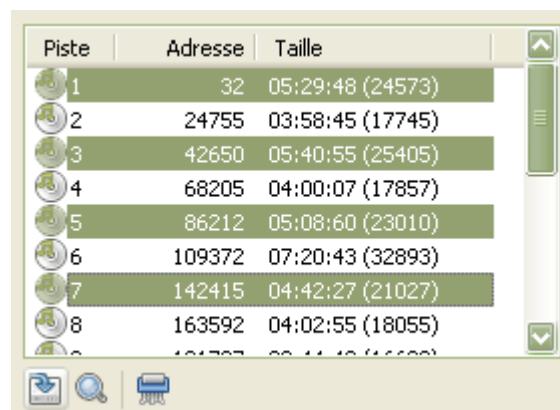 Piste Adresse Taille
1 32 05:29:48 (24573)
2 24755 03:58:45 (17745)
3 42650 05:40:55 (25405)
4 68205 04:00:07 (17857)
5 86212 05:08:60 (23010)
6 109372 07:20:43 (32893)
7 142415 04:42:27 (21027)
8 163592 04:02:55 (18055)